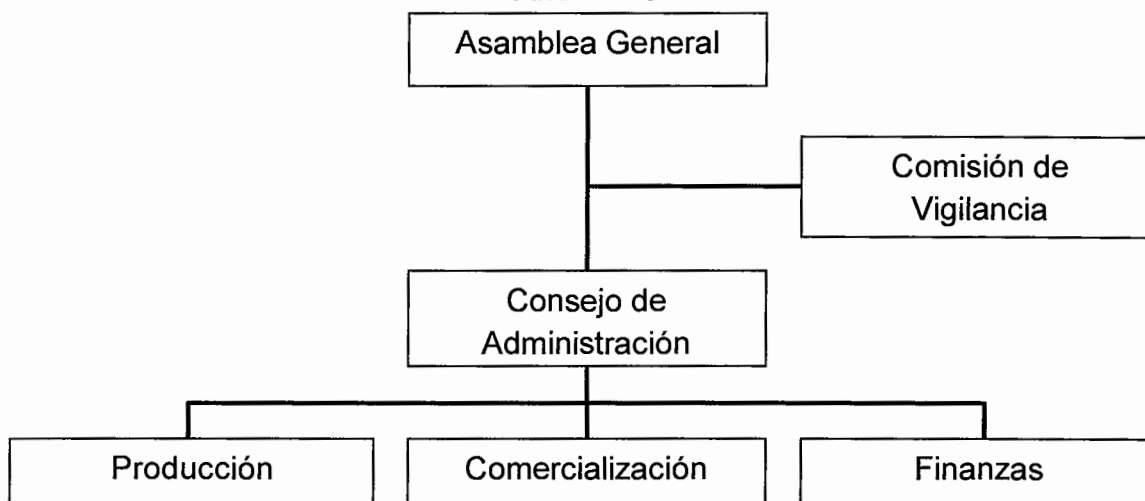 Asamblea General
Comisión de
Vigilancia
Consejo de
Administración
Producción
Comercialización
Finanzas